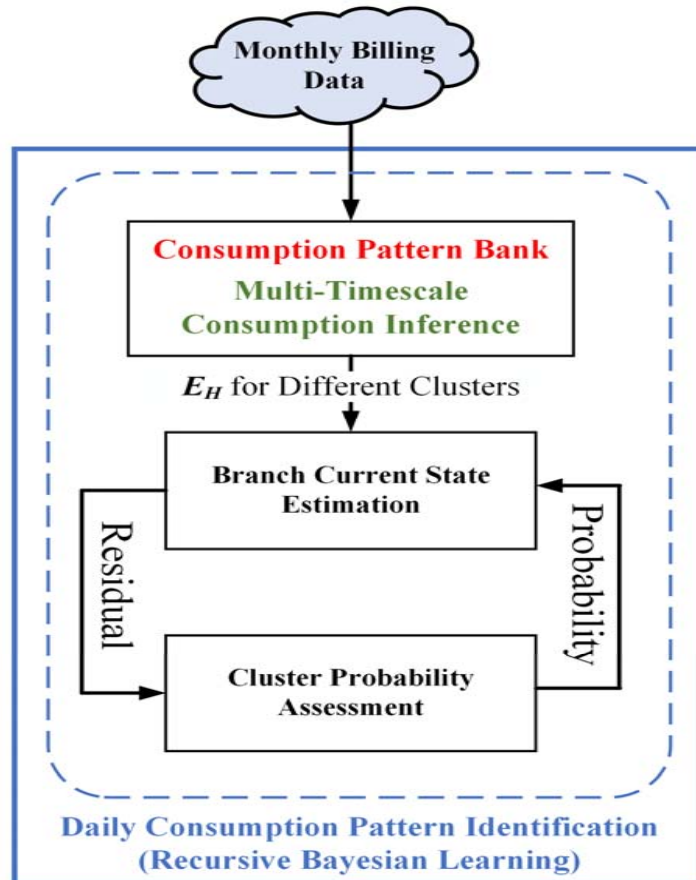 Monthly Billing
Data
Consumption Pattern Bank
Multi-Timescale
Consumption Inference
E_H for Different Clusters
Branch Current State
Estimation
Residual
Probability
Cluster Probability
Assessment
Daily Consumption Pattern Identification
(Recursive Bayesian Learning)